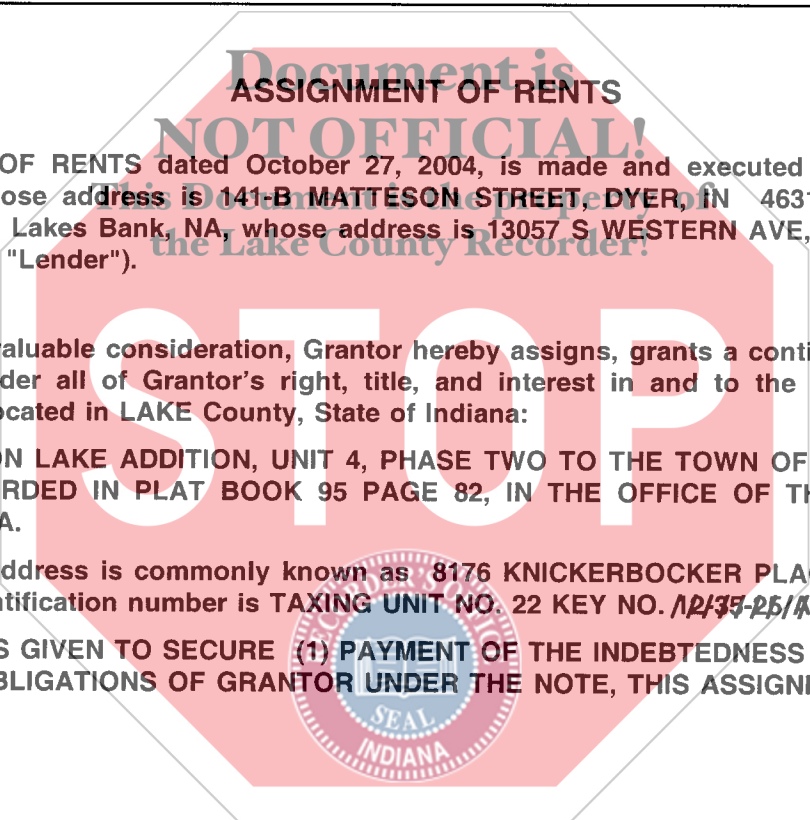 Document is
ASSIGNMENT OF RENTS
NOT OFFICIAL!
OF RENTS dated October 27, 2004, is made and executed
This Document is the property of
ose address is 141-B MATTESON STREET, DYER, IN 4631
the Lake County Recorder!
Lakes Bank, NA, whose address is 13057 S WESTERN AVE,
"Lender").
STOP
valuable consideration, Grantor hereby assigns, grants a conti
der all of Grantor's right, title, and interest in and to the
ocated in LAKE County, State of Indiana:
ON LAKE ADDITION, UNIT 4, PHASE TWO TO THE TOWN OF
RDED IN PLAT BOOK 95 PAGE 82, IN THE OFFICE OF TH
A.
ddress is commonly known as 8176 KNICKERBOCKER PLA
ntification number is TAXING UNIT NO. 22 KEY NO.
S GIVEN TO SECURE (1) PAYMENT OF THE INDEBTEDNESS
BLIGATIONS OF GRANTOR UNDER THE NOTE, THIS ASSIGN
RECORDER'S OFFIC
SEAL
INDIANA